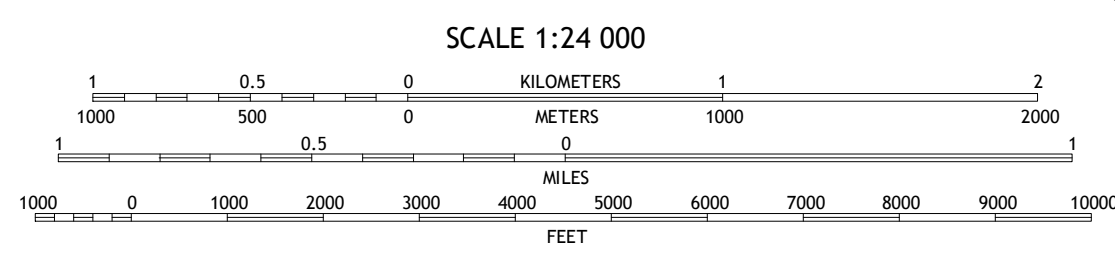 SCALE 1:24 000
1 0.5 0 KILOMETERS 1 2
1000 500 0 METERS 1000 2000
1 0.5 0 1
MILES
1000 0 1000 2000 3000 4000 5000 6000 7000 8000 9000 10000
FEET